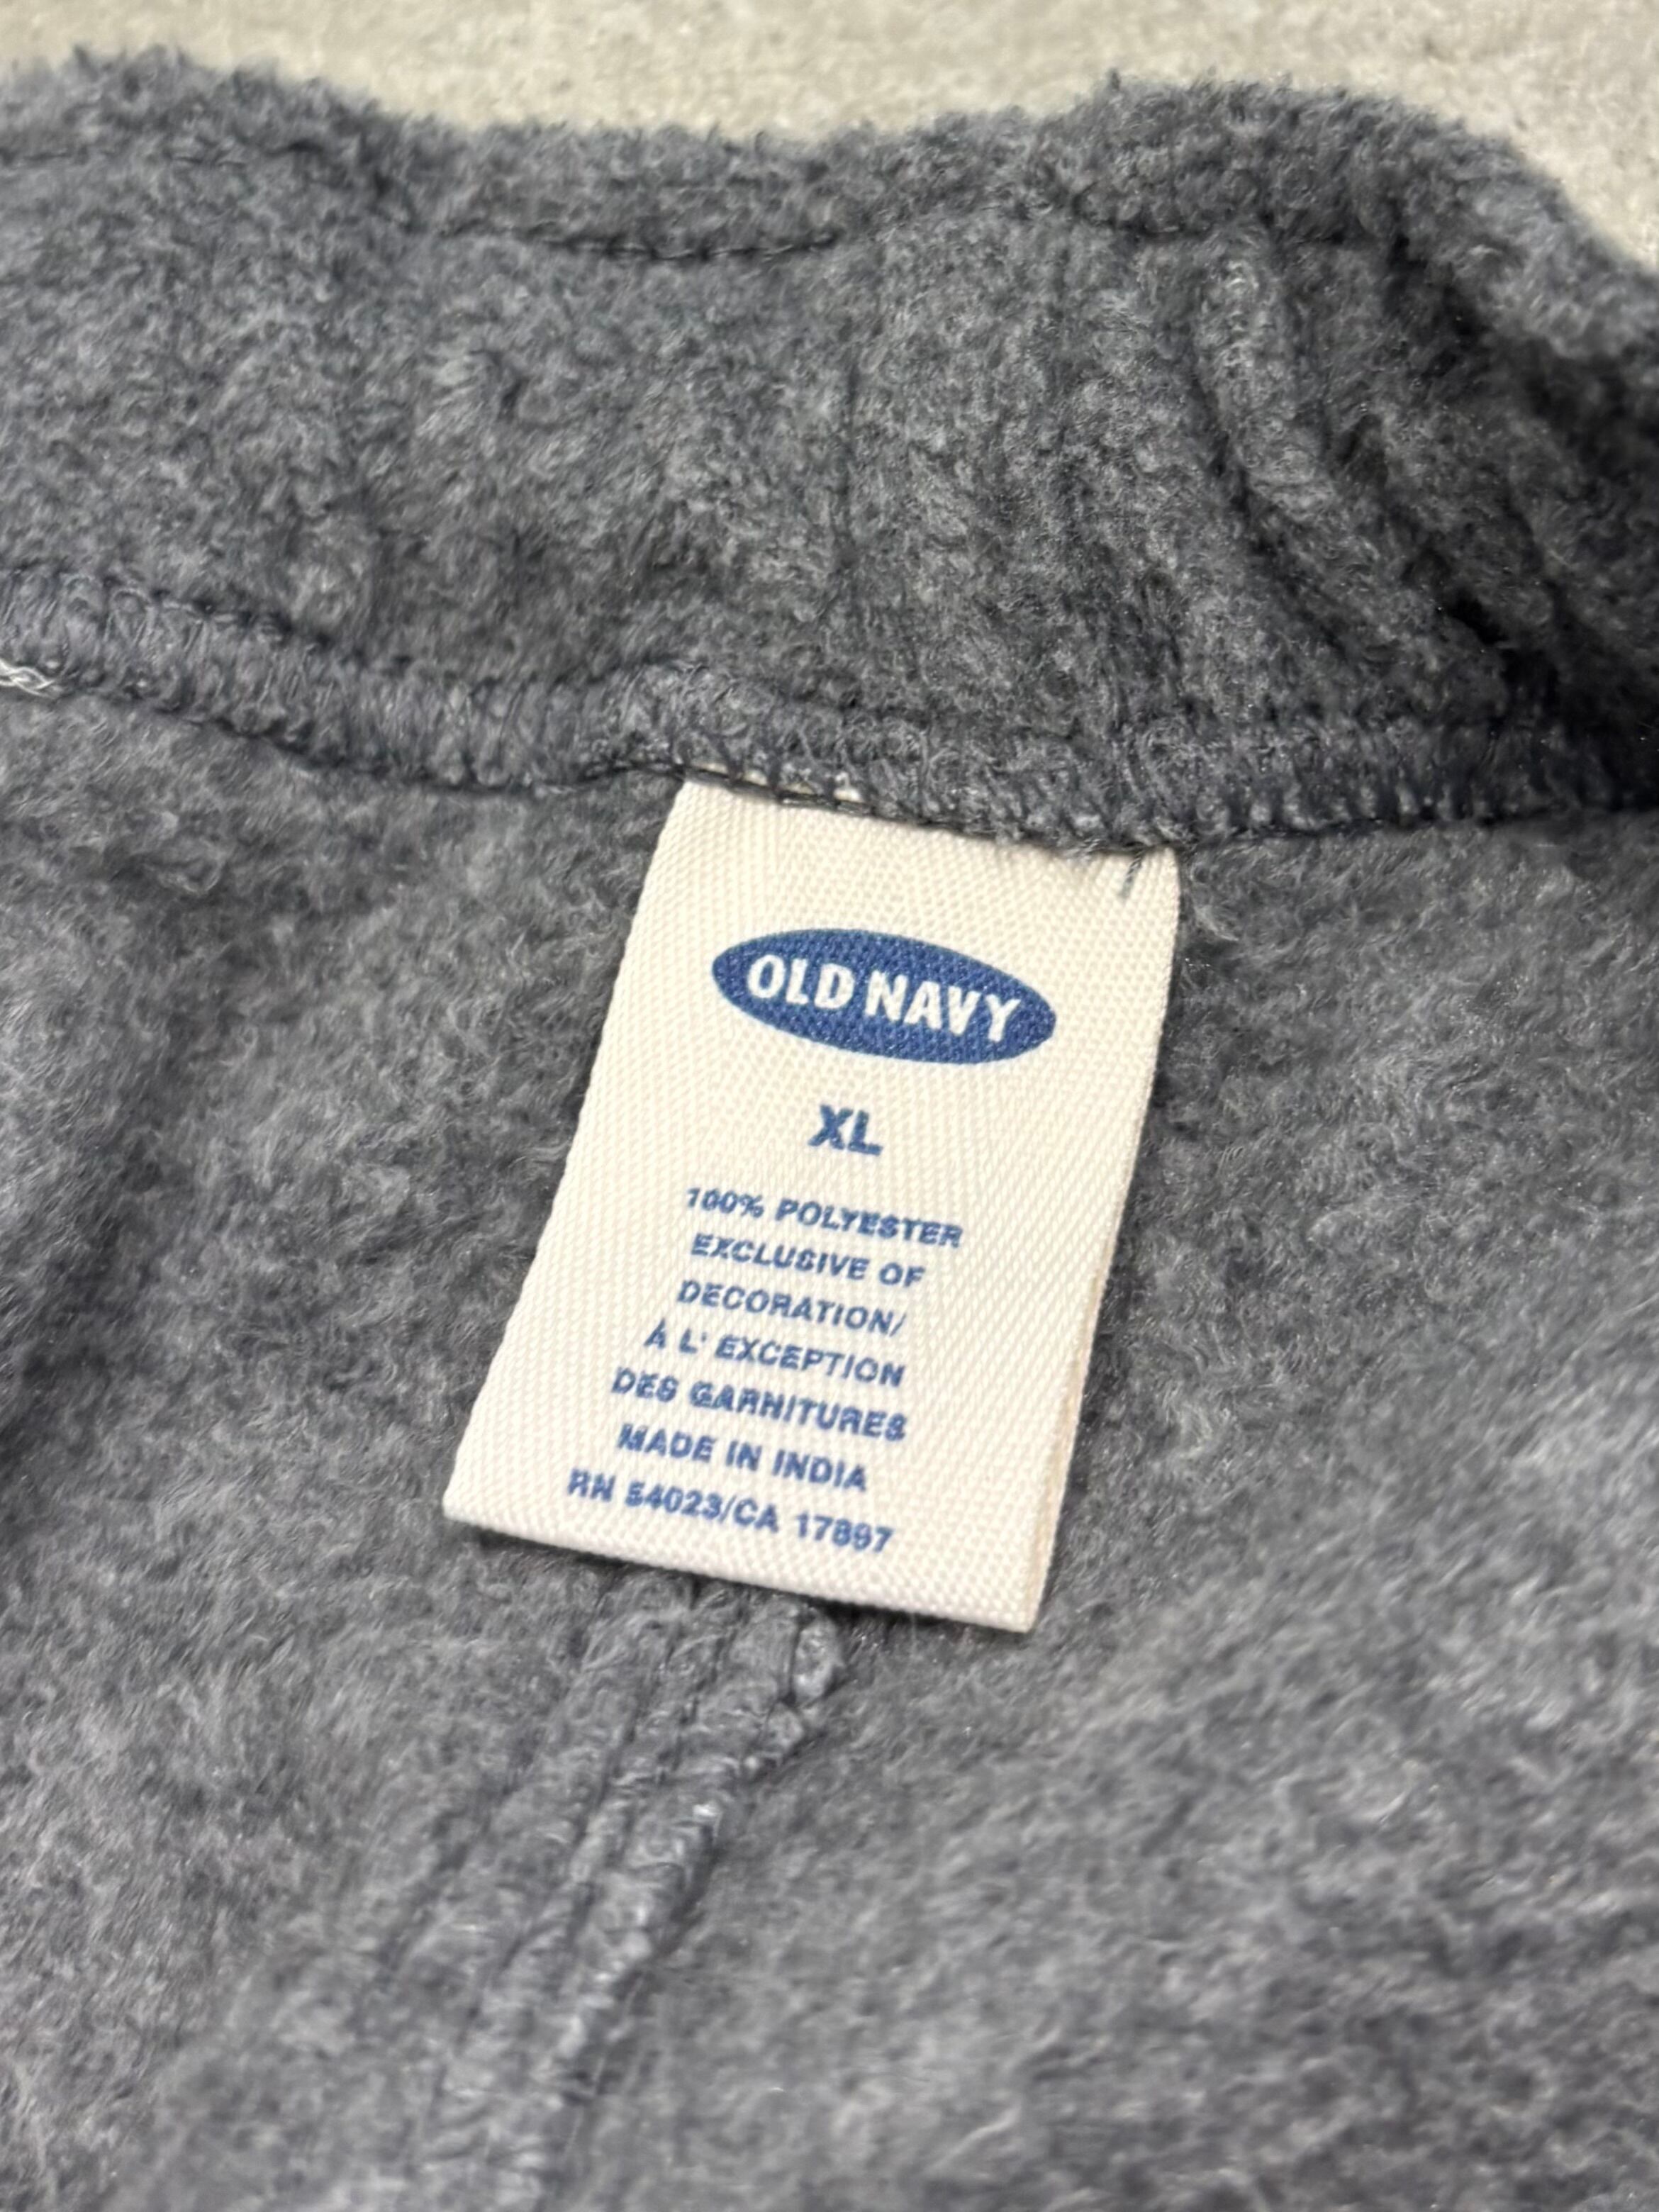 OLD NAVY
XL
100% POLYESTER
EXCLUSIVE OF
DECORATION/
À L' EXCEPTION
DES GARNITURES
MADE IN INDIA
RN 54023/CA 17897